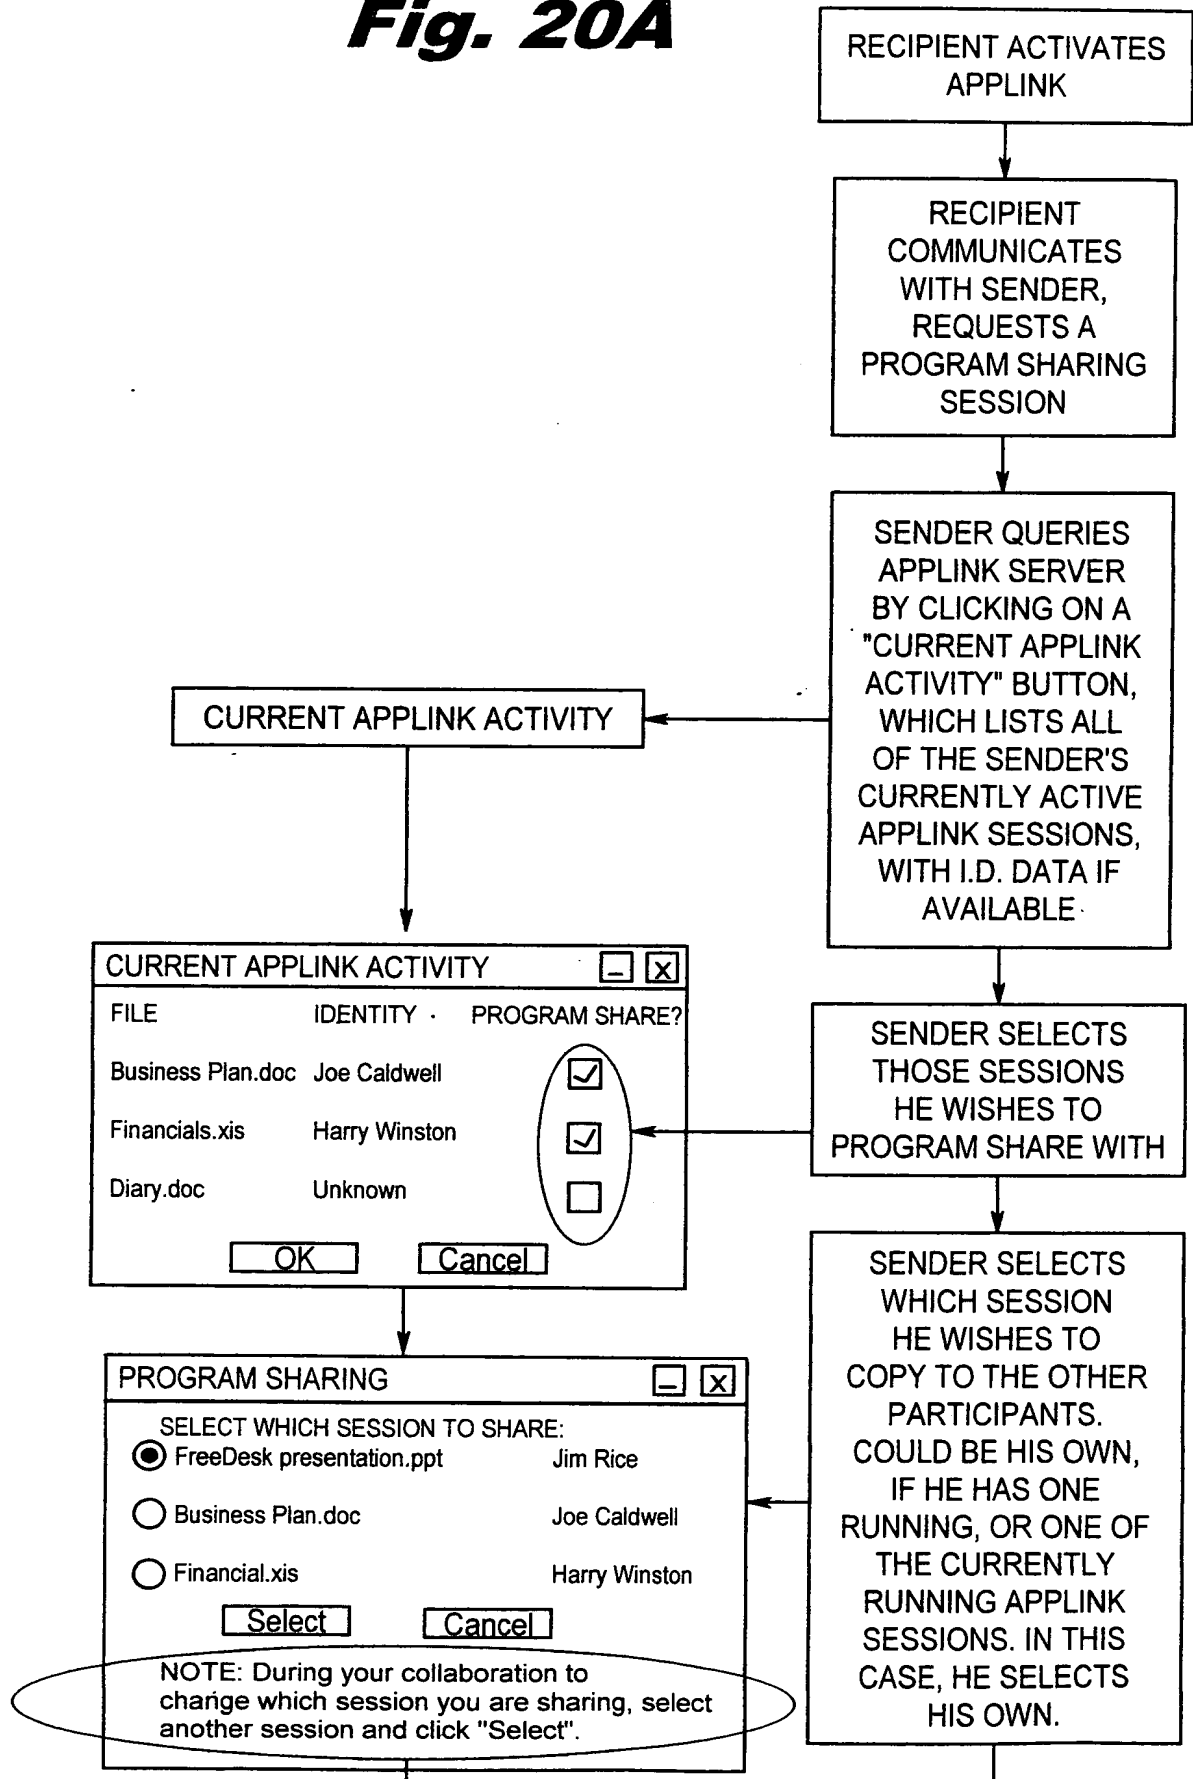 Fig. 20A
RECIPIENT ACTIVATES
APPLINK
RECIPIENT
COMMUNICATES
WITH SENDER,
REQUESTS A
PROGRAM SHARING
SESSION
SENDER QUERIES
APPLINK SERVER
BY CLICKING ON A
"CURRENT APPLINK
ACTIVITY" BUTTON,
WHICH LISTS ALL
OF THE SENDER'S
CURRENTLY ACTIVE
APPLINK SESSIONS,
WITH I.D. DATA IF
AVAILABLE
CURRENT APPLINK ACTIVITY
CURRENT APPLINK ACTIVITY
FILE IDENTITY PROGRAM SHARE?
Business Plan.doc Joe Caldwell
Financials.xis Harry Winston
Diary.doc Unknown
OK Cancel
SENDER SELECTS
THOSE SESSIONS
HE WISHES TO
PROGRAM SHARE WITH
SENDER SELECTS
WHICH SESSION
HE WISHES TO
COPY TO THE OTHER
PARTICIPANTS.
COULD BE HIS OWN,
IF HE HAS ONE
RUNNING, OR ONE OF
THE CURRENTLY
RUNNING APPLINK
SESSIONS. IN THIS
CASE, HE SELECTS
HIS OWN.
PROGRAM SHARING
SELECT WHICH SESSION TO SHARE:
FreeDesk presentation.ppt Jim Rice
Business Plan.doc Joe Caldwell
Financial.xis Harry Winston
Select Cancel
NOTE: During your collaboration to
change which session you are sharing, select
another session and click "Select".